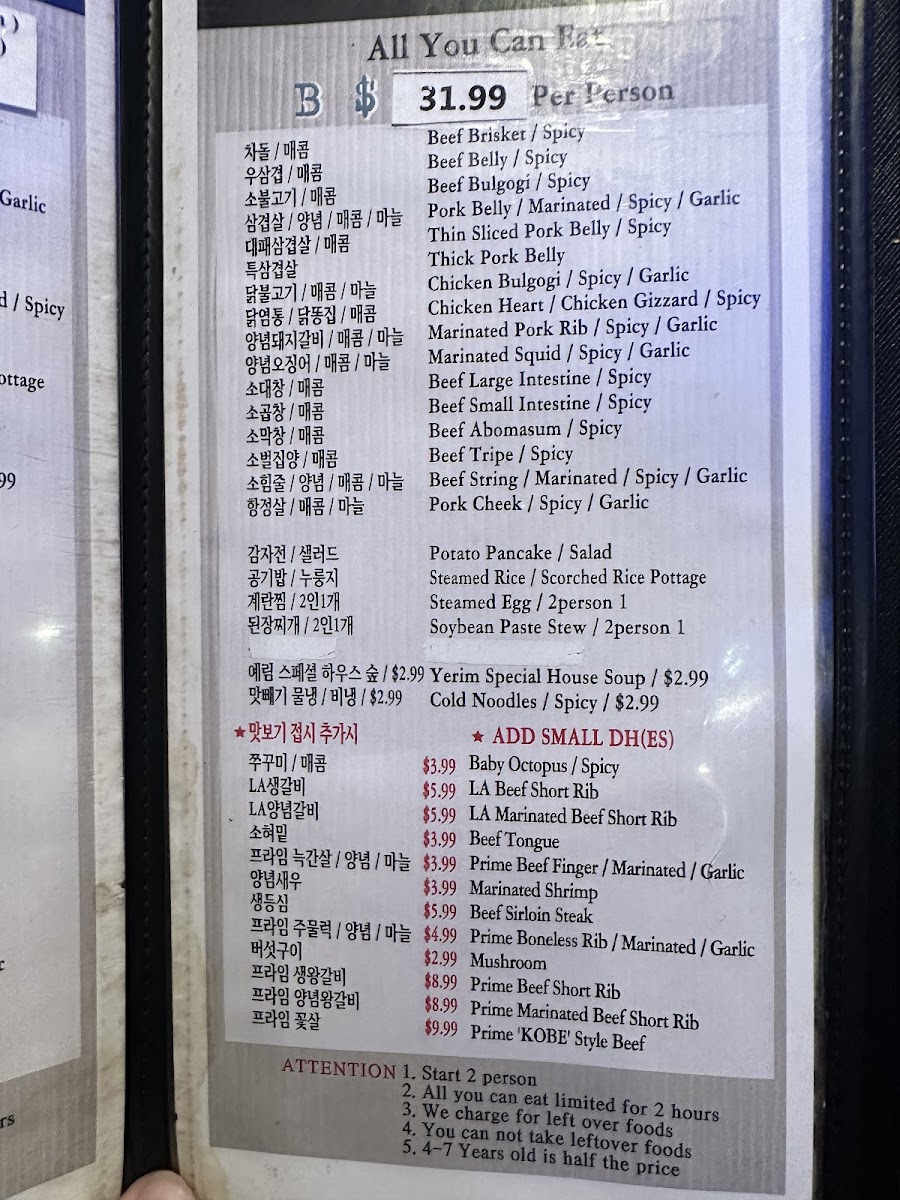 Garlic
d / Spicy
ottage
99
rs
All You Can Eat
B $ 31.99 Per Person
차돌 / 매콤 Beef Brisket / Spicy
우삼겹 / 매콤 Beef Belly / Spicy
소불고기 / 매콤 Beef Bulgogi / Spicy
삼겹살 / 양념 / 매콤 / 마늘 Pork Belly / Marinated / Spicy / Garlic
대패삼겹살 / 매콤 Thin Sliced Pork Belly / Spicy
특삼겹살 Thick Pork Belly
닭불고기 / 매콤 / 마늘 Chicken Bulgogi / Spicy / Garlic
닭염통 / 닭똥집 / 매콤 Chicken Heart / Chicken Gizzard / Spicy
양념돼지갈비 / 매콤 / 마늘 Marinated Pork Rib / Spicy / Garlic
양념오징어 / 매콤 / 마늘 Marinated Squid / Spicy / Garlic
소대창 / 매콤 Beef Large Intestine / Spicy
소곱창 / 매콤 Beef Small Intestine / Spicy
소막창 / 매콤 Beef Abomasum / Spicy
소벌집양 / 매콤 Beef Tripe / Spicy
소힘줄 / 양념 / 매콤 / 마늘 Beef String / Marinated / Spicy / Garlic
항정살 / 매콤 / 마늘 Pork Cheek / Spicy / Garlic
감자전 / 샐러드 Potato Pancake / Salad
공기밥 / 누룽지 Steamed Rice / Scorched Rice Pottage
계란찜 / 2인1개 Steamed Egg / 2person 1
된장찌개 / 2인1개 Soybean Paste Stew / 2person 1
예림 스페셜 하우스 숲 / $2.99 Yerim Special House Soup / $2.99
맛빼기 물냉 / 비냉 / $2.99 Cold Noodles / Spicy / $2.99
★맛보기 접시 추가시 ★ ADD SMALL DH(ES)
쭈꾸미 / 매콤 $3.99 Baby Octopus / Spicy
LA생갈비 $5.99 LA Beef Short Rib
LA양념갈비 $5.99 LA Marinated Beef Short Rib
소혀밑 $3.99 Beef Tongue
프라임 늑간살 / 양념 / 마늘 $3.99 Prime Beef Finger / Marinated / Garlic
양념새우 $3.99 Marinated Shrimp
생등심 $5.99 Beef Sirloin Steak
프라임 주물럭 / 양념 / 마늘 $4.99 Prime Boneless Rib / Marinated / Garlic
버섯구이 $2.99 Mushroom
프라임 생왕갈비 $8.99 Prime Beef Short Rib
프라임 양념왕갈비 $8.99 Prime Marinated Beef Short Rib
프라임 꽃살 $9.99 Prime 'KOBE' Style Beef
ATTENTION 1. Start 2 person
2. All you can eat limited for 2 hours
3. We charge for left over foods
4. You can not take leftover foods
5. 4-7 Years old is half the price